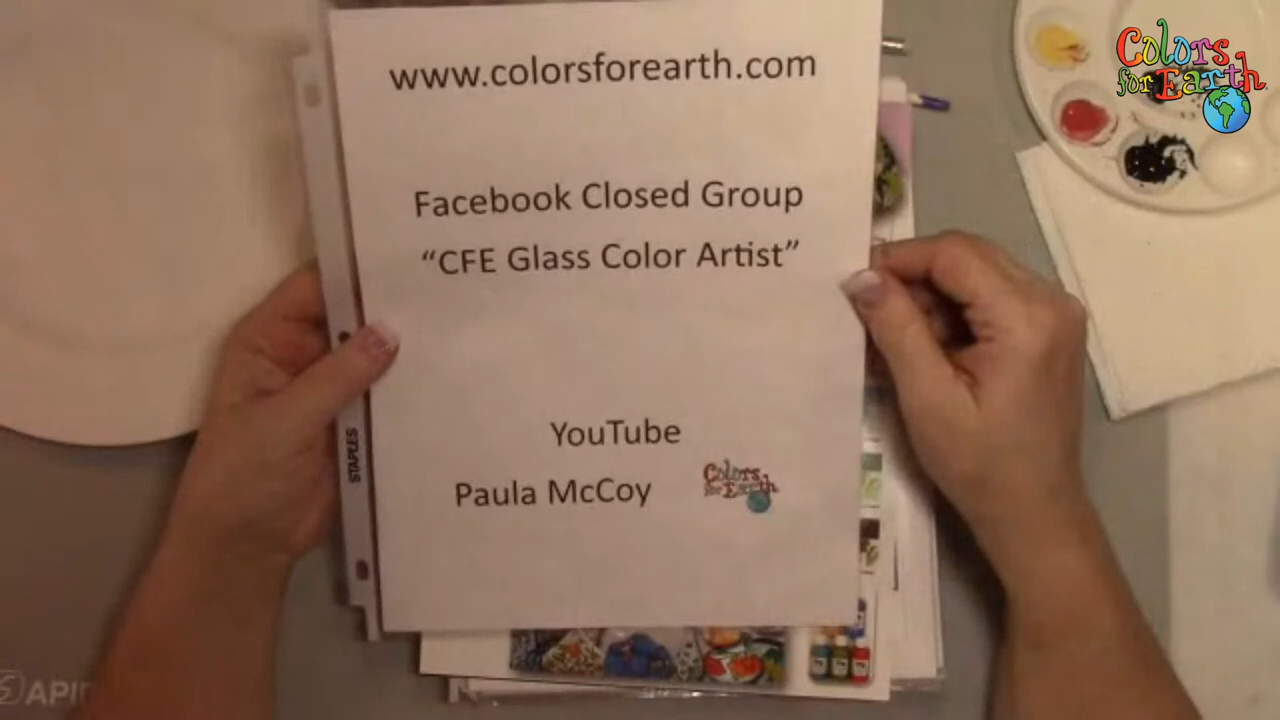 www.colorsforearth.com
Facebook Closed Group
“CFE Glass Color Artist”
YouTube
Paula McCoy
Colors
for Earth
Colors
for Earth
STAPLES